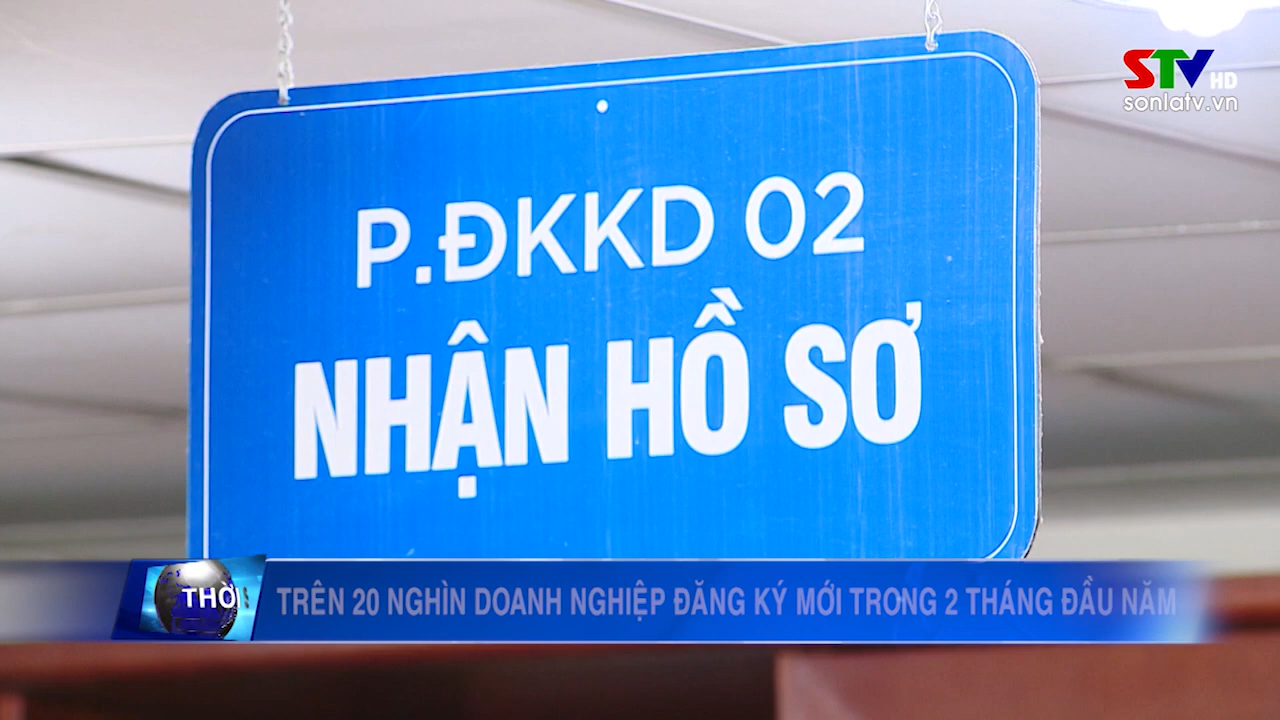 STV HD
sonlatv.vn
P.ĐKKD 02
NHẬN HỒ SƠ
THỜI
TRÊN 20 NGHÌN DOANH NGHIỆP ĐĂNG KÝ MỚI TRONG 2 THÁNG ĐẦU NĂM